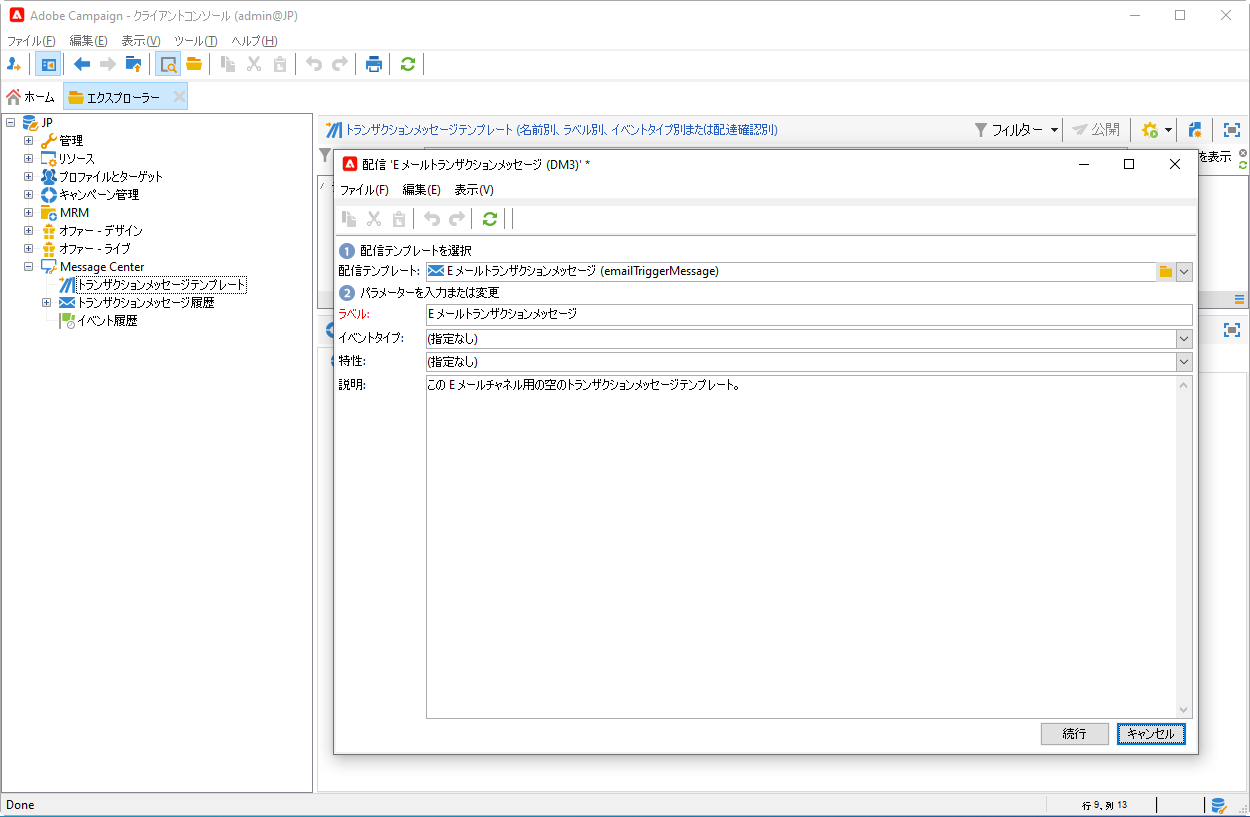 Adobe Campaign - クライアントコンソール (admin@JP)
ファイル(F) 編集(E) 表示(V) ツール(T) ヘルプ(H)
ホーム エクスプローラー
JP
管理
リソース
プロファイルとターゲット
キャンペーン管理
MRM
オファー - デザイン
オファー - ライブ
Message Center
トランザクションメッセージテンプレート
トランザクションメッセージ履歴
イベント履歴
トランザクションメッセージテンプレート (名前別、ラベル別、イベントタイプ別または配達確認別)
フィルター 公開
を表示
配信 'E メールトランザクションメッセージ (DM3)' *
ファイル(F) 編集(E) 表示(V)
1 配信テンプレートを選択
配信テンプレート: E メールトランザクションメッセージ (emailTriggerMessage)
2 パラメーターを入力または変更
ラベル: E メールトランザクションメッセージ
イベントタイプ: (指定なし)
特性: (指定なし)
説明: この E メールチャネル用の空のトランザクションメッセージテンプレート。
続行 キャンセル
Done 行 9、列 13